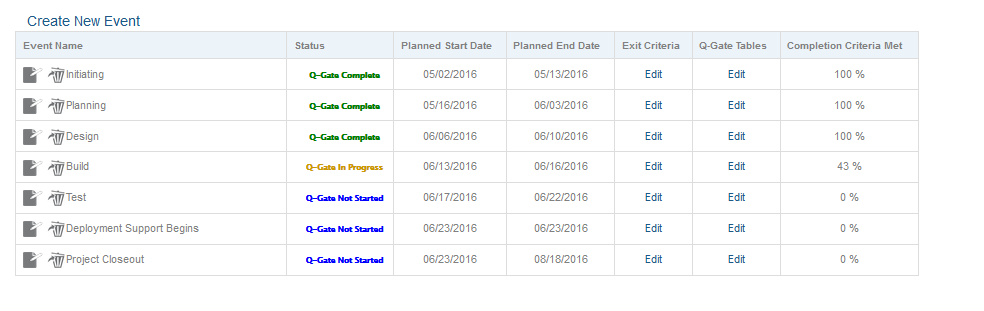 Create New Event
Event Name Status Planned Start Date Planned End Date Exit Criteria Q-Gate Tables Completion Criteria Met
Initiating Q-Gate Complete 05/02/2016 05/13/2016 Edit Edit 100 %
Planning Q-Gate Complete 05/16/2016 06/03/2016 Edit Edit 100 %
Design Q-Gate Complete 06/06/2016 06/10/2016 Edit Edit 100 %
Build Q-Gate In Progress 06/13/2016 06/16/2016 Edit Edit 43 %
Test Q-Gate Not Started 06/17/2016 06/22/2016 Edit Edit 0 %
Deployment Support Begins Q-Gate Not Started 06/23/2016 06/23/2016 Edit Edit 0 %
Project Closeout Q-Gate Not Started 06/23/2016 08/18/2016 Edit Edit 0 %